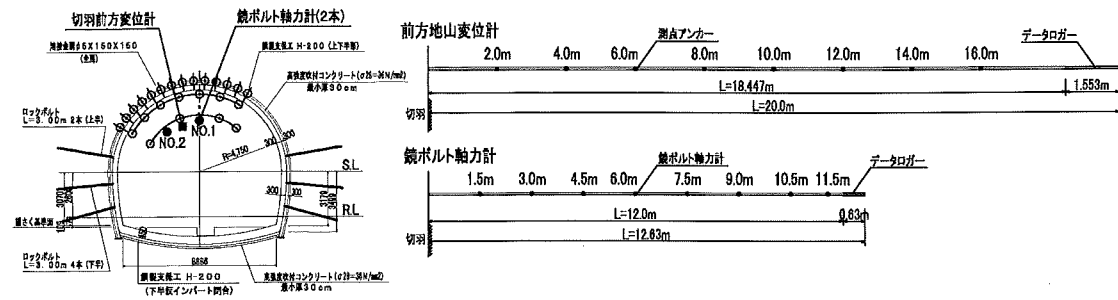 切羽前方変位計
鏡ボルト軸力計(2本)
溶接金網φ5X150X150
(全周)
鋼製支保工 H-200 (上下半部)
高強度吹付コンクリート(σ28=36N/mm2)
最小厚30cm
ロックボルト
L=3.00m 2本(上半)
NO.2
NO.1
R=4,750
300
300
S.L
300
300
R.L
掘さく基準面
ロックボルト
L=3.00m 4本(下半)
鋼製支保工 H-200
(下半仮インバート閉合)
高強度吹付コンクリート(σ28=36N/mm2)
最小厚30cm
前方地山変位計
測点アンカー
データロガー
2.0m 4.0m 6.0m 8.0m 10.0m 12.0m 14.0m 16.0m
L=18.447m
1.553m
L=20.0m
切羽
鏡ボルト軸力計
鏡ボルト軸力計
データロガー
1.5m 3.0m 4.5m 6.0m 7.5m 9.0m 10.5m 11.5m
L=12.0m
0.63m
L=12.63m
切羽